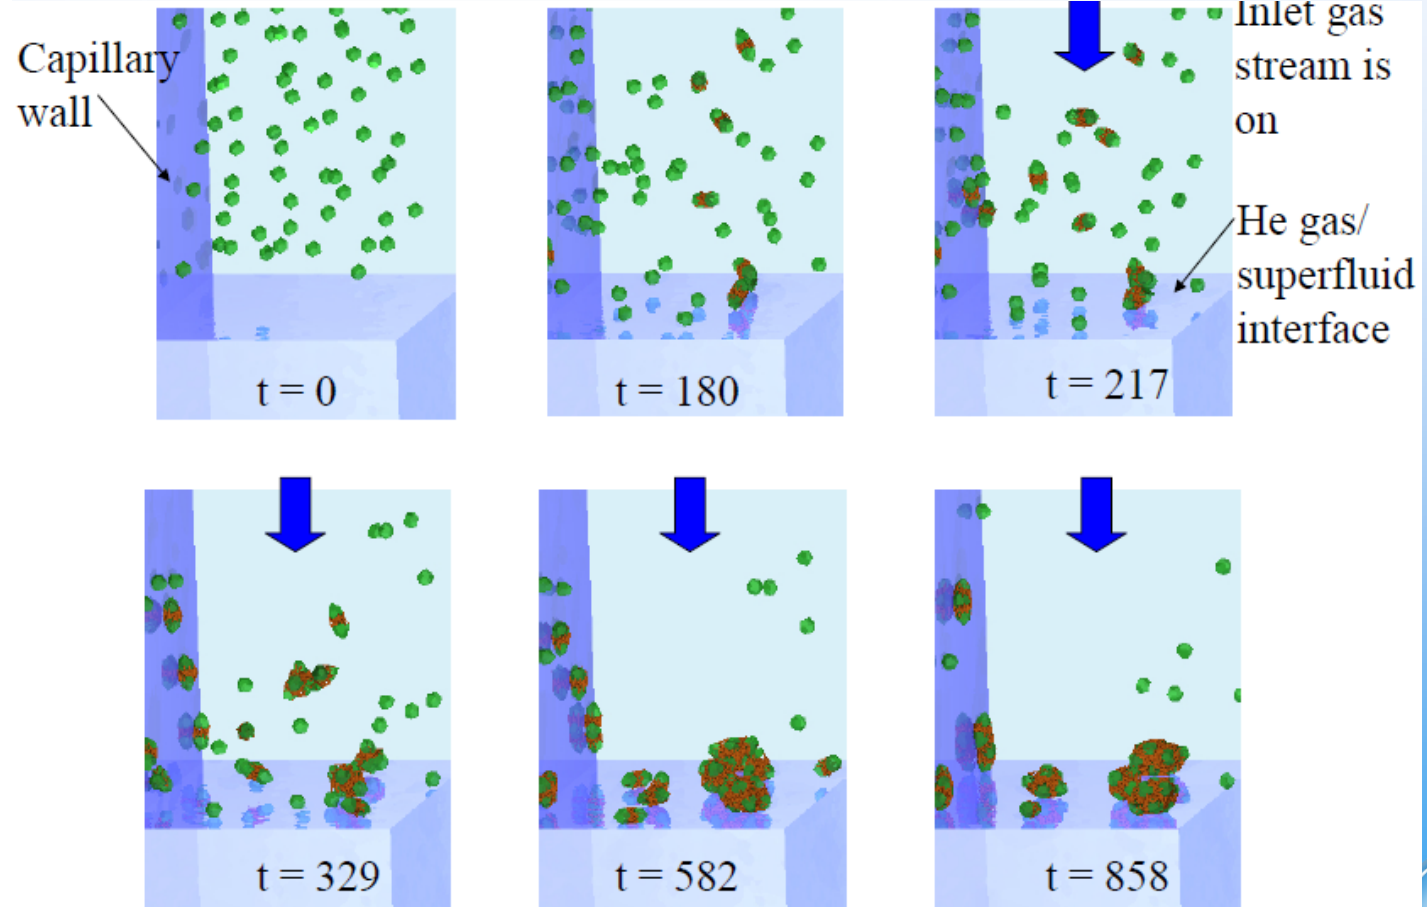 Capillary
wall
t = 0
t = 180
t = 217
Inlet gas
stream is
on
He gas/
superfluid
interface
t = 329
t = 582
t = 858